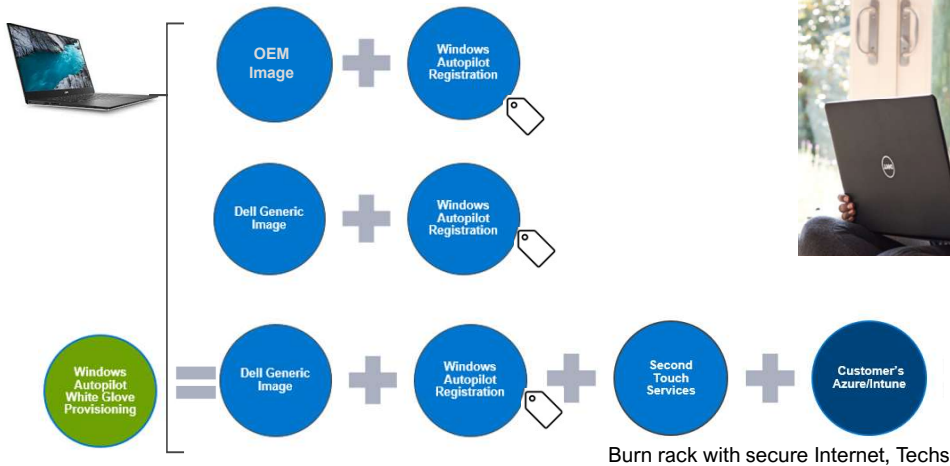 OEM
Image
Windows
Autopilot
Registration
Dell Generic
Image
Windows
Autopilot
Registration
Windows
Autopilot
White Glove
Provisioning
Dell Generic
Image
Windows
Autopilot
Registration
Second
Touch
Services
Customer's
Azure/Intune
Burn rack with secure Internet, Techs
DELL